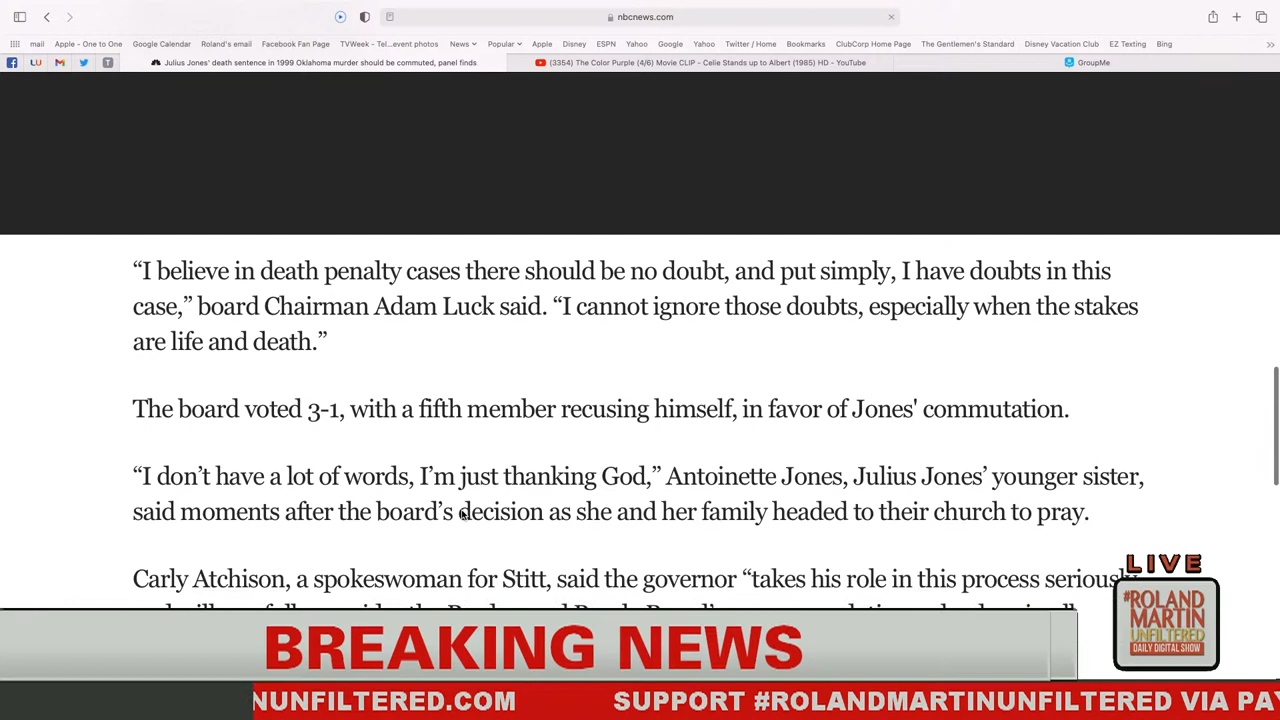 nbcnews.com
mail Apple - One to One Google Calendar Roland's email Facebook Fan Page TVWeek - Tel...event photos News Popular Apple Disney ESPN Yahoo Google Yahoo Twitter / Home Bookmarks ClubCorp Home Page The Gentlemen's Standard Disney Vacation Club EZ Texting Bing
LU T Julius Jones' death sentence in 1999 Oklahoma murder should be commuted, panel finds (3354) The Color Purple (4/6) Movie CLIP - Celie Stands up to Albert (1985) HD - YouTube GroupMe
“I believe in death penalty cases there should be no doubt, and put simply, I have doubts in this
case,” board Chairman Adam Luck said. “I cannot ignore those doubts, especially when the stakes
are life and death.”
The board voted 3-1, with a fifth member recusing himself, in favor of Jones' commutation.
“I don’t have a lot of words, I’m just thanking God,” Antoinette Jones, Julius Jones’ younger sister,
said moments after the board’s decision as she and her family headed to their church to pray.
Carly Atchison, a spokeswoman for Stitt, said the governor “takes his role in this process seriously
LIVE
#ROLAND
MARTIN
UNFILTERED
DAILY DIGITAL SHOW
BREAKING NEWS
NUNFILTERED.COM SUPPORT #ROLANDMARTINUNFILTERED VIA PA